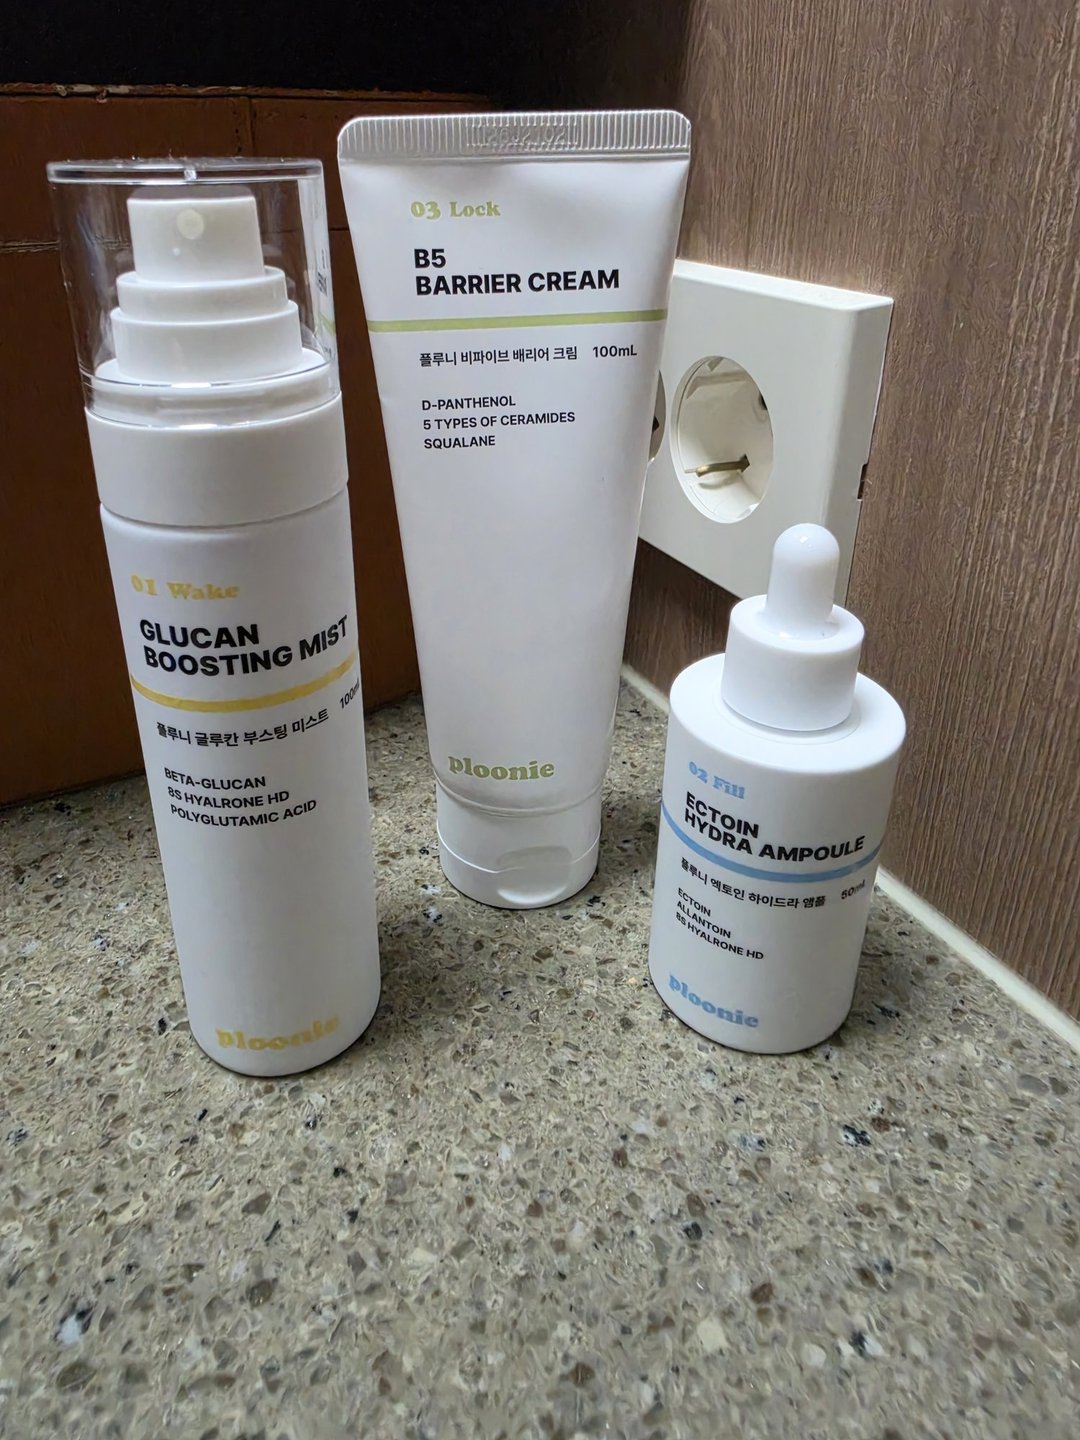 01 Wake
GLUCAN
BOOSTING MIST
플루니 글루칸 부스팅 미스트 100mL
BETA-GLUCAN
8S HYALRONE HD
POLYGLUTAMIC ACID
ploonie
03 Lock
B5
BARRIER CREAM
플루니 비파이브 배리어 크림 100mL
D-PANTHENOL
5 TYPES OF CERAMIDES
SQUALANE
ploonie
02 Fill
ECTOIN
HYDRA AMPOULE
플루니 엑토인 하이드라 앰플 50mL
ECTOIN
ALLANTOIN
8S HYALRONE HD
ploonie